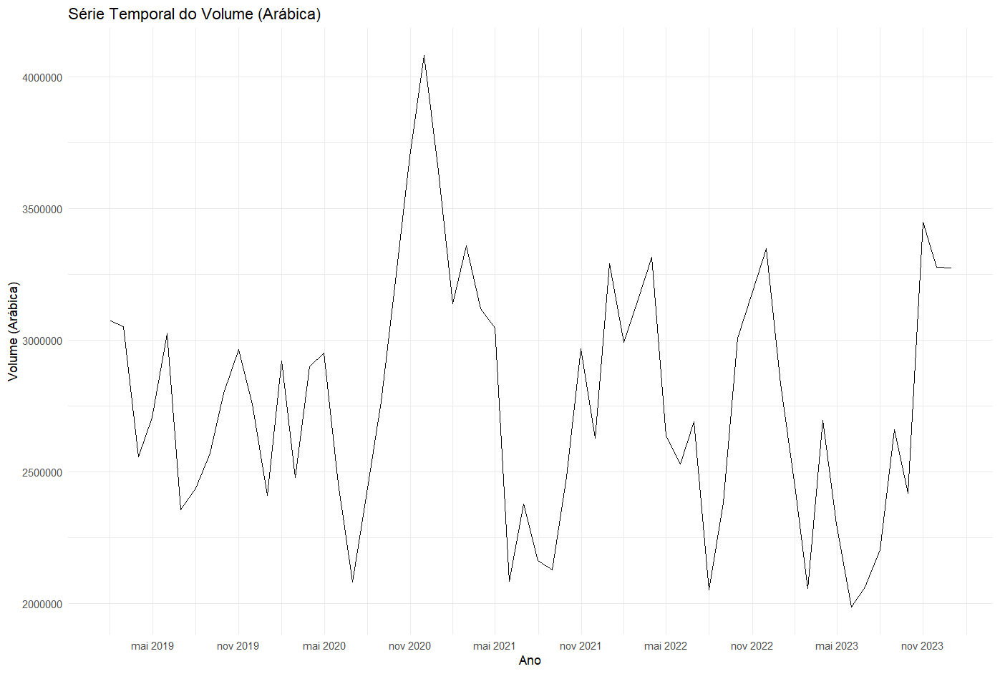 Série Temporal do Volume (Arábica)
4000000
3500000
3000000
2500000
2000000
Volume (Arábica)
mai 2019 nov 2019 mai 2020 nov 2020 mai 2021 nov 2021 mai 2022 nov 2022 mai 2023 nov 2023
Ano